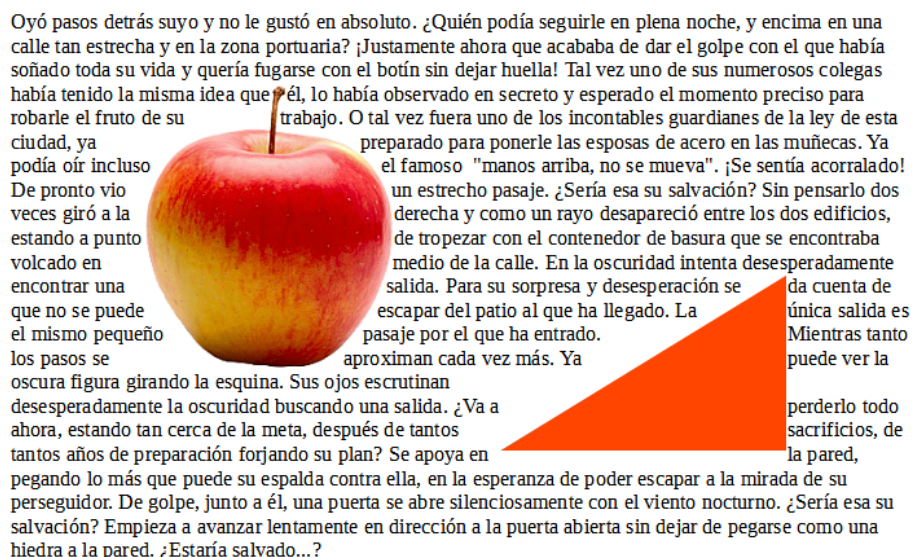 Oyó pasos detrás suyo y no le gustó en absoluto. ¿Quién podía seguirle en plena noche, y encima en una
calle tan estrecha y en la zona portuaria? ¡Justamente ahora que acababa de dar el golpe con el que había
soñado toda su vida y quería fugarse con el botín sin dejar huella! Tal vez uno de sus numerosos colegas
había tenido la misma idea que él, lo había observado en secreto y esperado el momento preciso para
robarle el fruto de su trabajo. O tal vez fuera uno de los incontables guardianes de la ley de esta
ciudad, ya preparado para ponerle las esposas de acero en las muñecas. Ya
podía oír incluso el famoso "manos arriba, no se mueva". ¡Se sentía acorralado!
De pronto vio un estrecho pasaje. ¿Sería esa su salvación? Sin pensarlo dos
veces giró a la derecha y como un rayo desapareció entre los dos edificios,
estando a punto de tropezar con el contenedor de basura que se encontraba
volcado en medio de la calle. En la oscuridad intenta desesperadamente
encontrar una salida. Para su sorpresa y desesperación se da cuenta de
que no se puede escapar del patio al que ha llegado. La única salida es
el mismo pequeño pasaje por el que ha entrado. Mientras tanto
los pasos se aproximan cada vez más. Ya puede ver la
oscura figura girando la esquina. Sus ojos escrutinan
desesperadamente la oscuridad buscando una salida. ¿Va a perderlo todo
ahora, estando tan cerca de la meta, después de tantos sacrificios, de
tantos años de preparación forjando su plan? Se apoya en la pared,
pegando lo más que puede su espalda contra ella, en la esperanza de poder escapar a la mirada de su
perseguidor. De golpe, junto a él, una puerta se abre silenciosamente con el viento nocturno. ¿Sería esa su
salvación? Empieza a avanzar lentamente en dirección a la puerta abierta sin dejar de pegarse como una
hiedra a la pared. ¿Estaría salvado...?